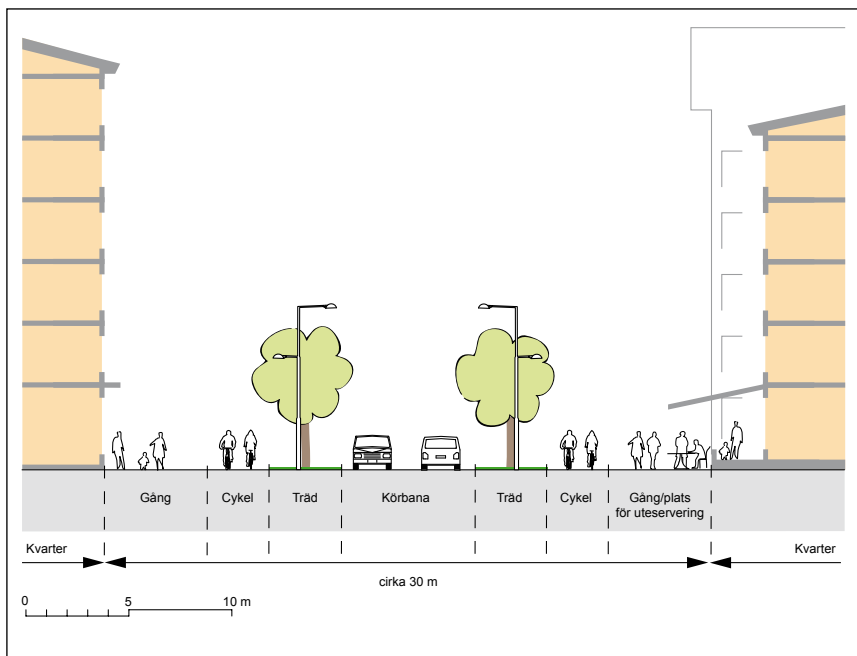 Gång
Cykel
Träd
Körbana
Träd
Cykel
Gång/plats
för uteservering
Kvarter
Kvarter
cirka 30 m
0 5 10 m